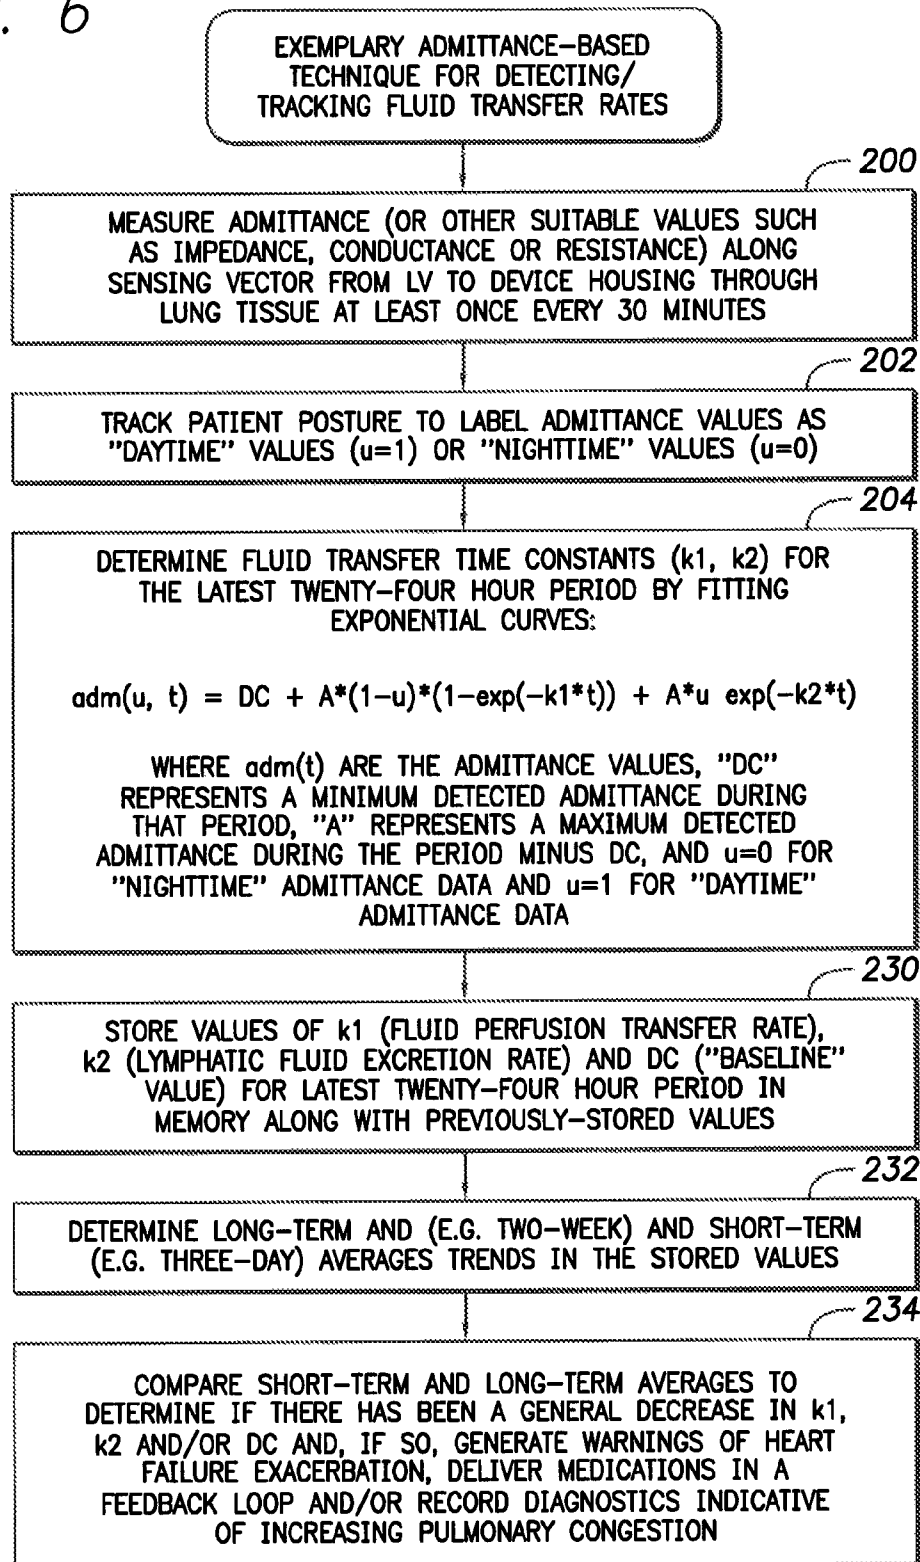 . 6
EXEMPLARY ADMITTANCE-BASED
TECHNIQUE FOR DETECTING/
TRACKING FLUID TRANSFER RATES
200
MEASURE ADMITTANCE (OR OTHER SUITABLE VALUES SUCH
AS IMPEDANCE, CONDUCTANCE OR RESISTANCE) ALONG
SENSING VECTOR FROM LV TO DEVICE HOUSING THROUGH
LUNG TISSUE AT LEAST ONCE EVERY 30 MINUTES
202
TRACK PATIENT POSTURE TO LABEL ADMITTANCE VALUES AS
"DAYTIME" VALUES (u=1) OR "NIGHTTIME" VALUES (u=0)
204
DETERMINE FLUID TRANSFER TIME CONSTANTS (k1, k2) FOR
THE LATEST TWENTY-FOUR HOUR PERIOD BY FITTING
EXPONENTIAL CURVES:
adm(u, t) = DC + A*(1-u)*(1-exp(-k1*t)) + A*u exp(-k2*t)
WHERE adm(t) ARE THE ADMITTANCE VALUES, "DC"
REPRESENTS A MINIMUM DETECTED ADMITTANCE DURING
THAT PERIOD, "A" REPRESENTS A MAXIMUM DETECTED
ADMITTANCE DURING THE PERIOD MINUS DC, AND u=0 FOR
"NIGHTTIME" ADMITTANCE DATA AND u=1 FOR "DAYTIME"
ADMITTANCE DATA
230
STORE VALUES OF k1 (FLUID PERFUSION TRANSFER RATE),
k2 (LYMPHATIC FLUID EXCRETION RATE) AND DC ("BASELINE"
VALUE) FOR LATEST TWENTY-FOUR HOUR PERIOD IN
MEMORY ALONG WITH PREVIOUSLY-STORED VALUES
232
DETERMINE LONG-TERM AND (E.G. TWO-WEEK) AND SHORT-TERM
(E.G. THREE-DAY) AVERAGES TRENDS IN THE STORED VALUES
234
COMPARE SHORT-TERM AND LONG-TERM AVERAGES TO
DETERMINE IF THERE HAS BEEN A GENERAL DECREASE IN k1,
k2 AND/OR DC AND, IF SO, GENERATE WARNINGS OF HEART
FAILURE EXACERBATION, DELIVER MEDICATIONS IN A
FEEDBACK LOOP AND/OR RECORD DIAGNOSTICS INDICATIVE
OF INCREASING PULMONARY CONGESTION